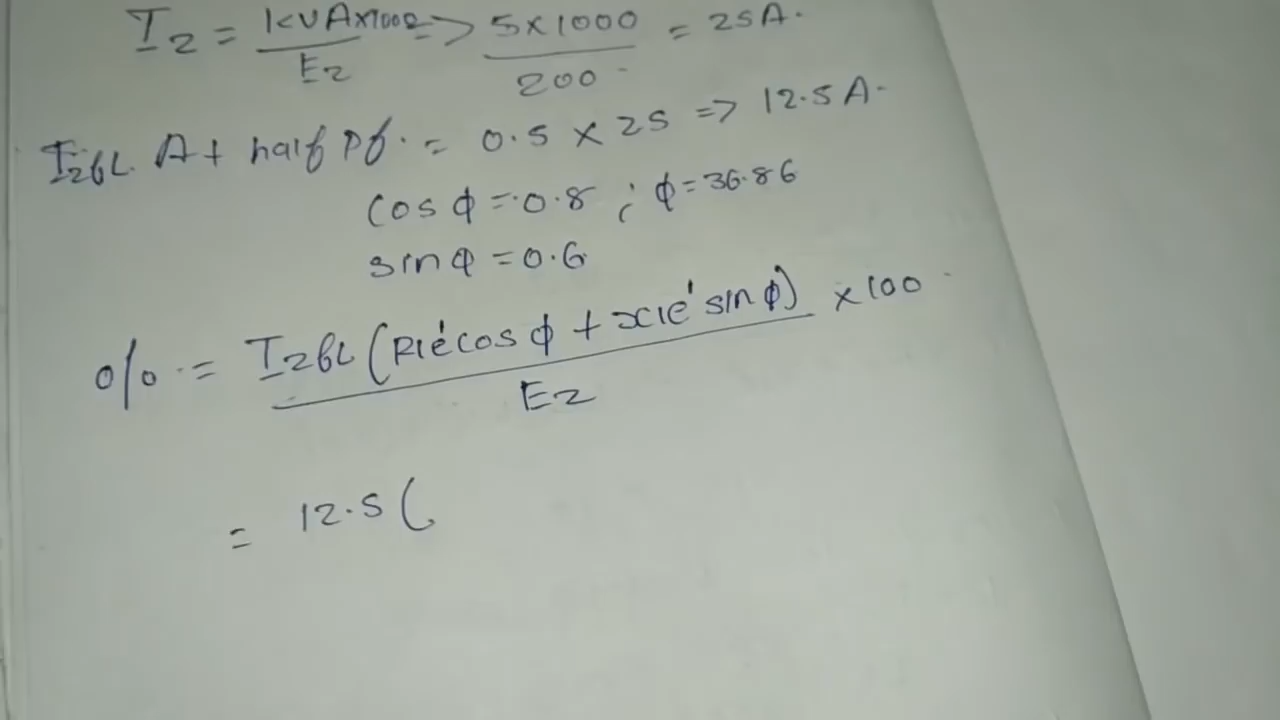 I2 = KVA×1000 / E2 => 5×1000 / 200 = 25A.
I2fL. At half Pf. = 0.5 × 25 => 12.5A.
cos ϕ = 0.8 ; ϕ = 36.86
sin ϕ = 0.6
% = I2fL (R1e' cos ϕ + x1e' sin ϕ) / E2 × 100
= 12.5 (